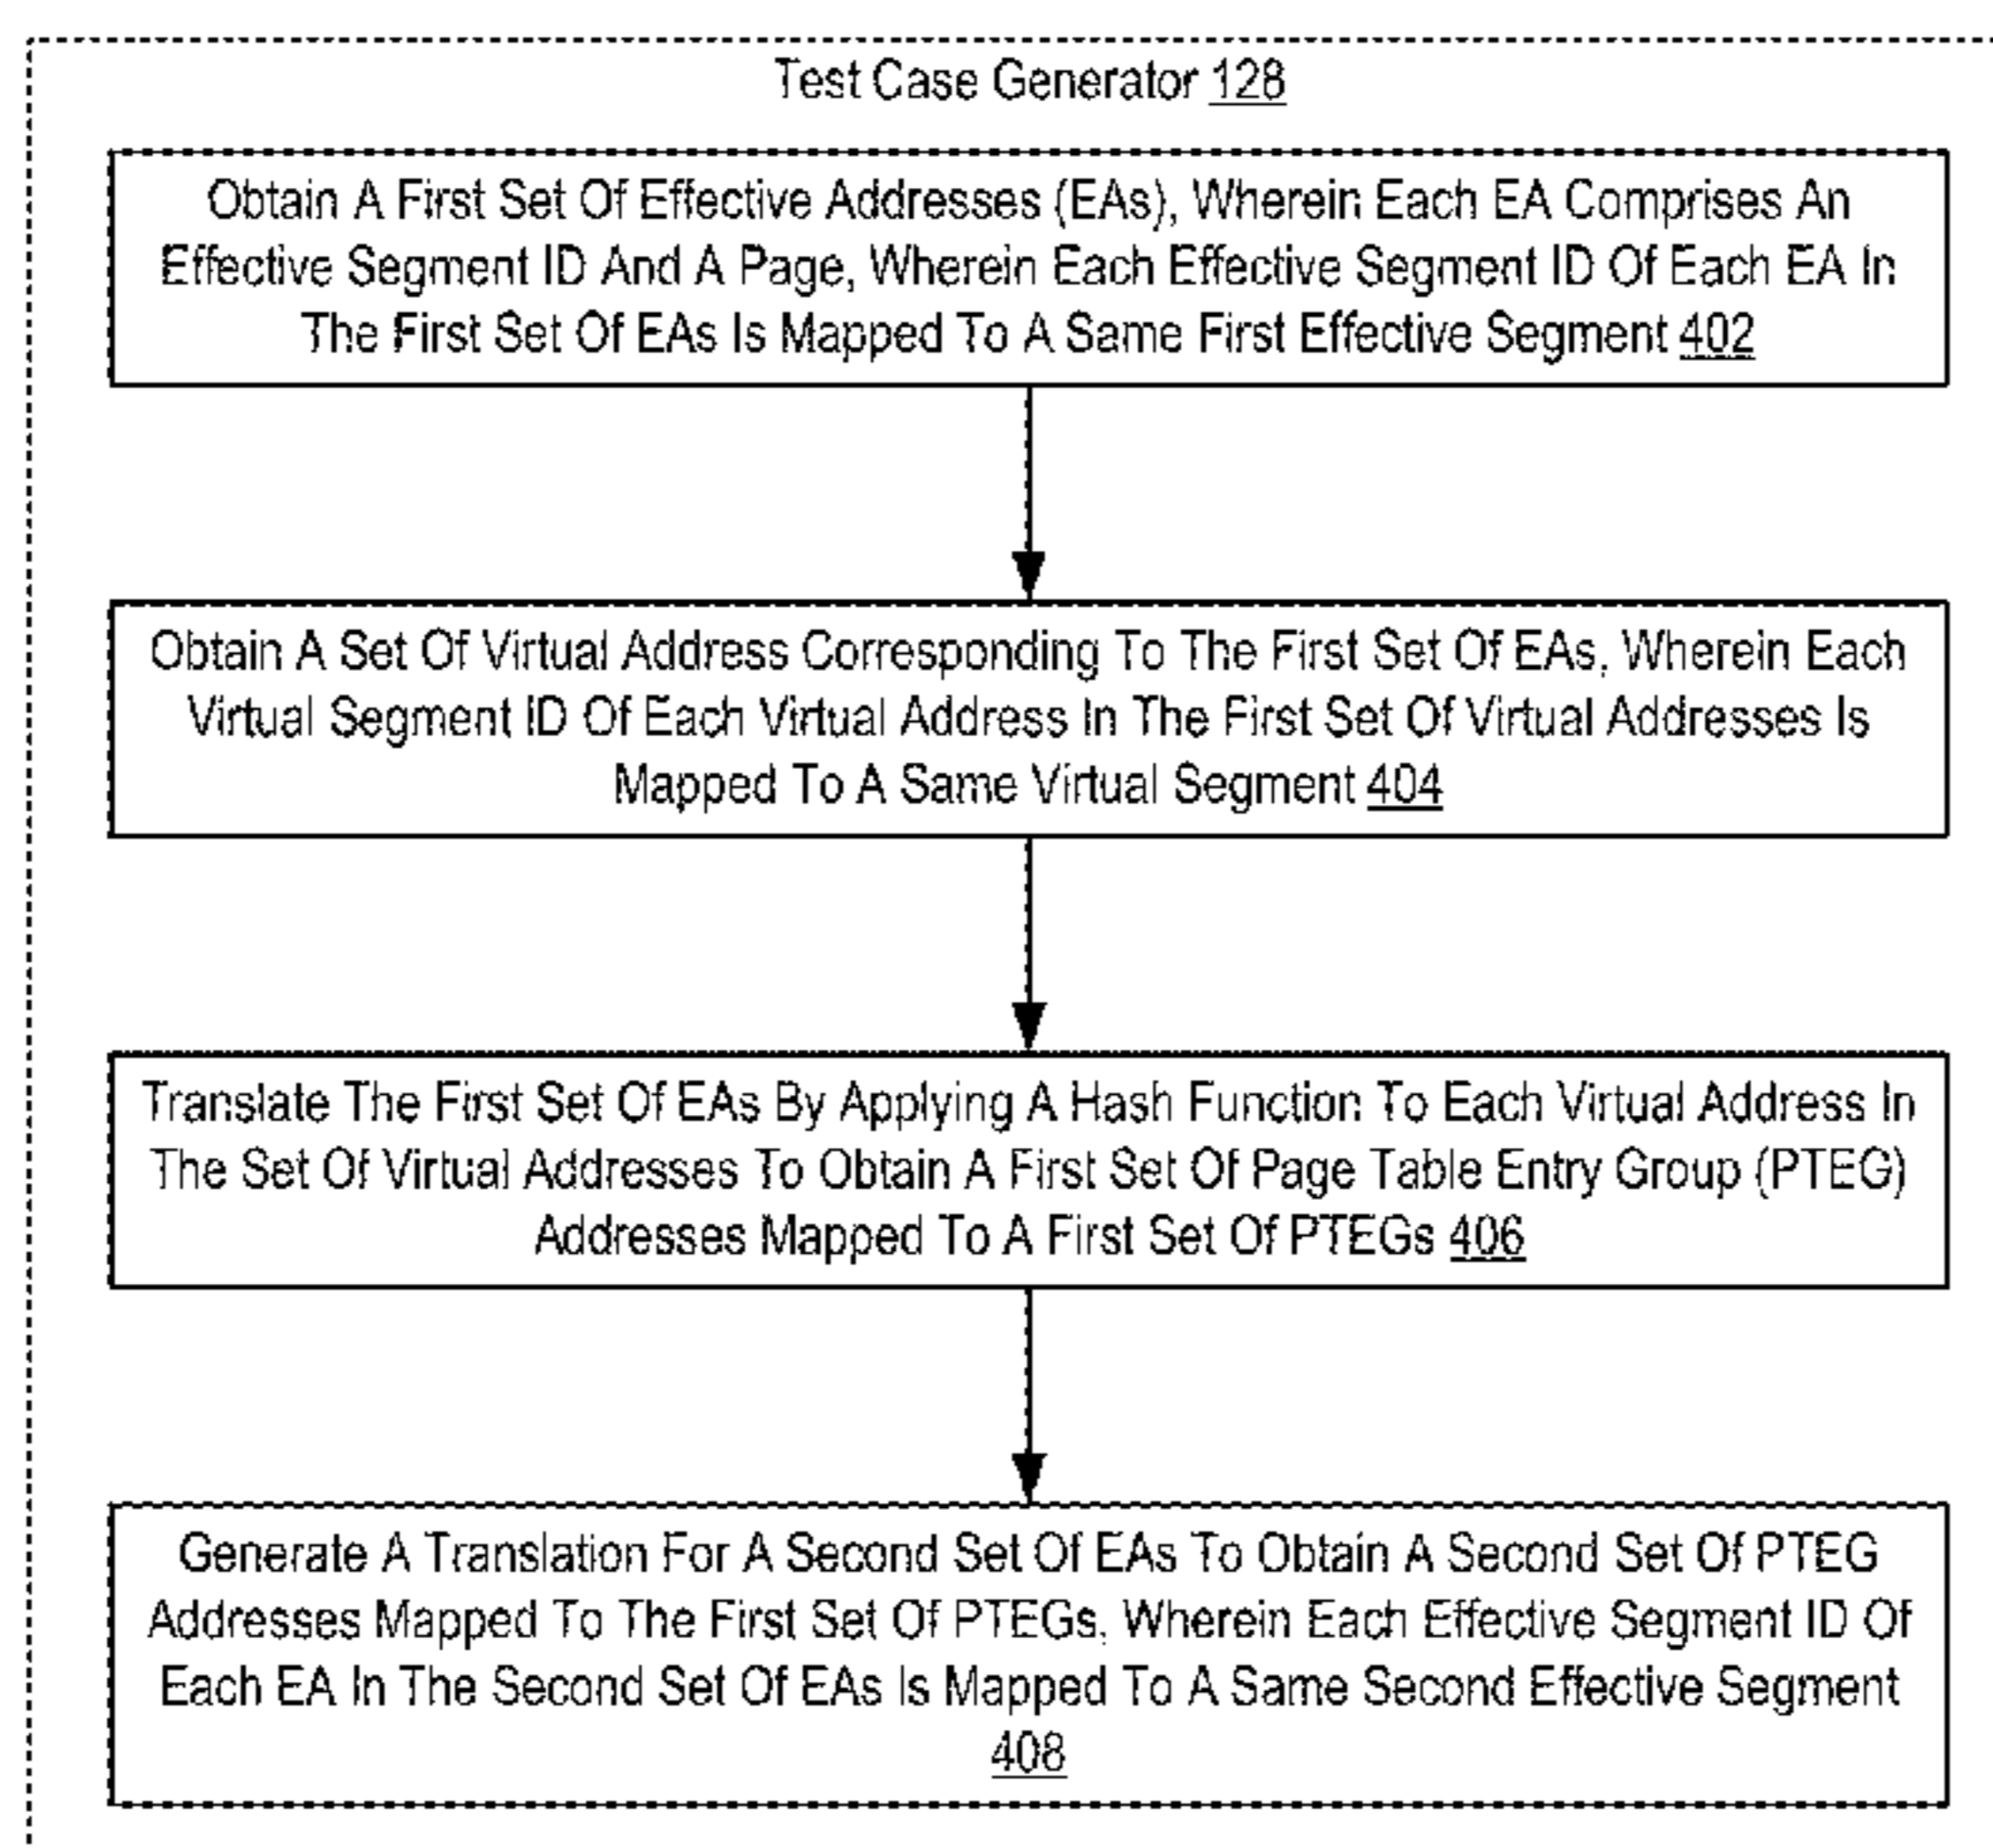 Test Case Generator 128
Obtain A First Set Of Effective Addresses (EAs), Wherein Each EA Comprises An
Effective Segment ID And A Page, Wherein Each Effective Segment ID Of Each EA In
The First Set Of EAs Is Mapped To A Same First Effective Segment 402
Obtain A Set Of Virtual Address Corresponding To The First Set Of EAs, Wherein Each
Virtual Segment ID Of Each Virtual Address In The First Set Of Virtual Addresses Is
Mapped To A Same Virtual Segment 404
Translate The First Set Of EAs By Applying A Hash Function To Each Virtual Address In
The Set Of Virtual Addresses To Obtain A First Set Of Page Table Entry Group (PTEG)
Addresses Mapped To A First Set Of PTEGs 406
Generate A Translation For A Second Set Of EAs To Obtain A Second Set Of PTEG
Addresses Mapped To The First Set Of PTEGs, Wherein Each Effective Segment ID Of
Each EA In The Second Set Of EAs Is Mapped To A Same Second Effective Segment
408